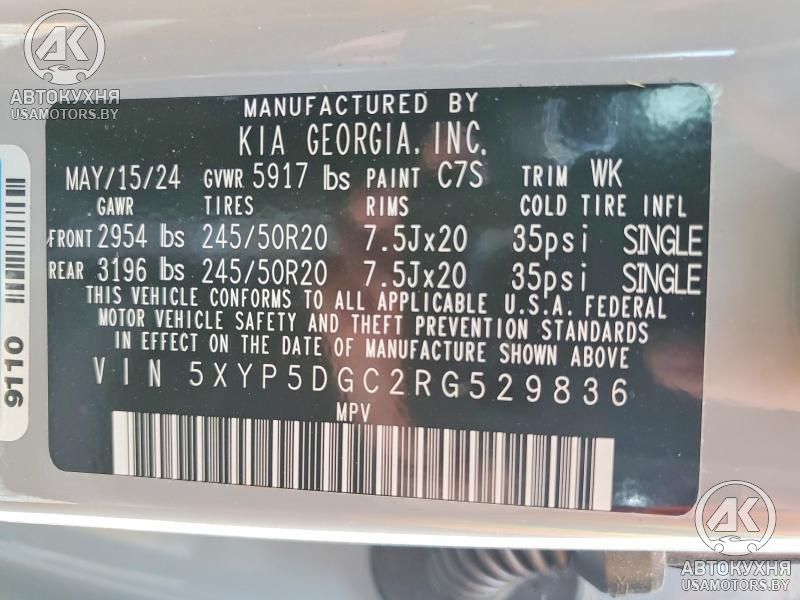 AK
АВТОКУХНЯ
USAMOTORS.BY
MANUFACTURED BY
KIA GEORGIA, INC.
MAY/15/24 GVWR 5917 lbs PAINT C7S TRIM WK
GAWR TIRES RIMS COLD TIRE INFL
FRONT 2954 lbs 245/50R20 7.5Jx20 35psi SINGLE
REAR 3196 lbs 245/50R20 7.5Jx20 35psi SINGLE
THIS VEHICLE CONFORMS TO ALL APPLICABLE U.S.A. FEDERAL
MOTOR VEHICLE SAFETY AND THEFT PREVENTION STANDARDS
IN EFFECT ON THE DATE OF MANUFACTURE SHOWN ABOVE
VIN 5XYP5DGC2RG529836
MPV
9110
AK
АВТОКУХНЯ
USAMOTORS.BY